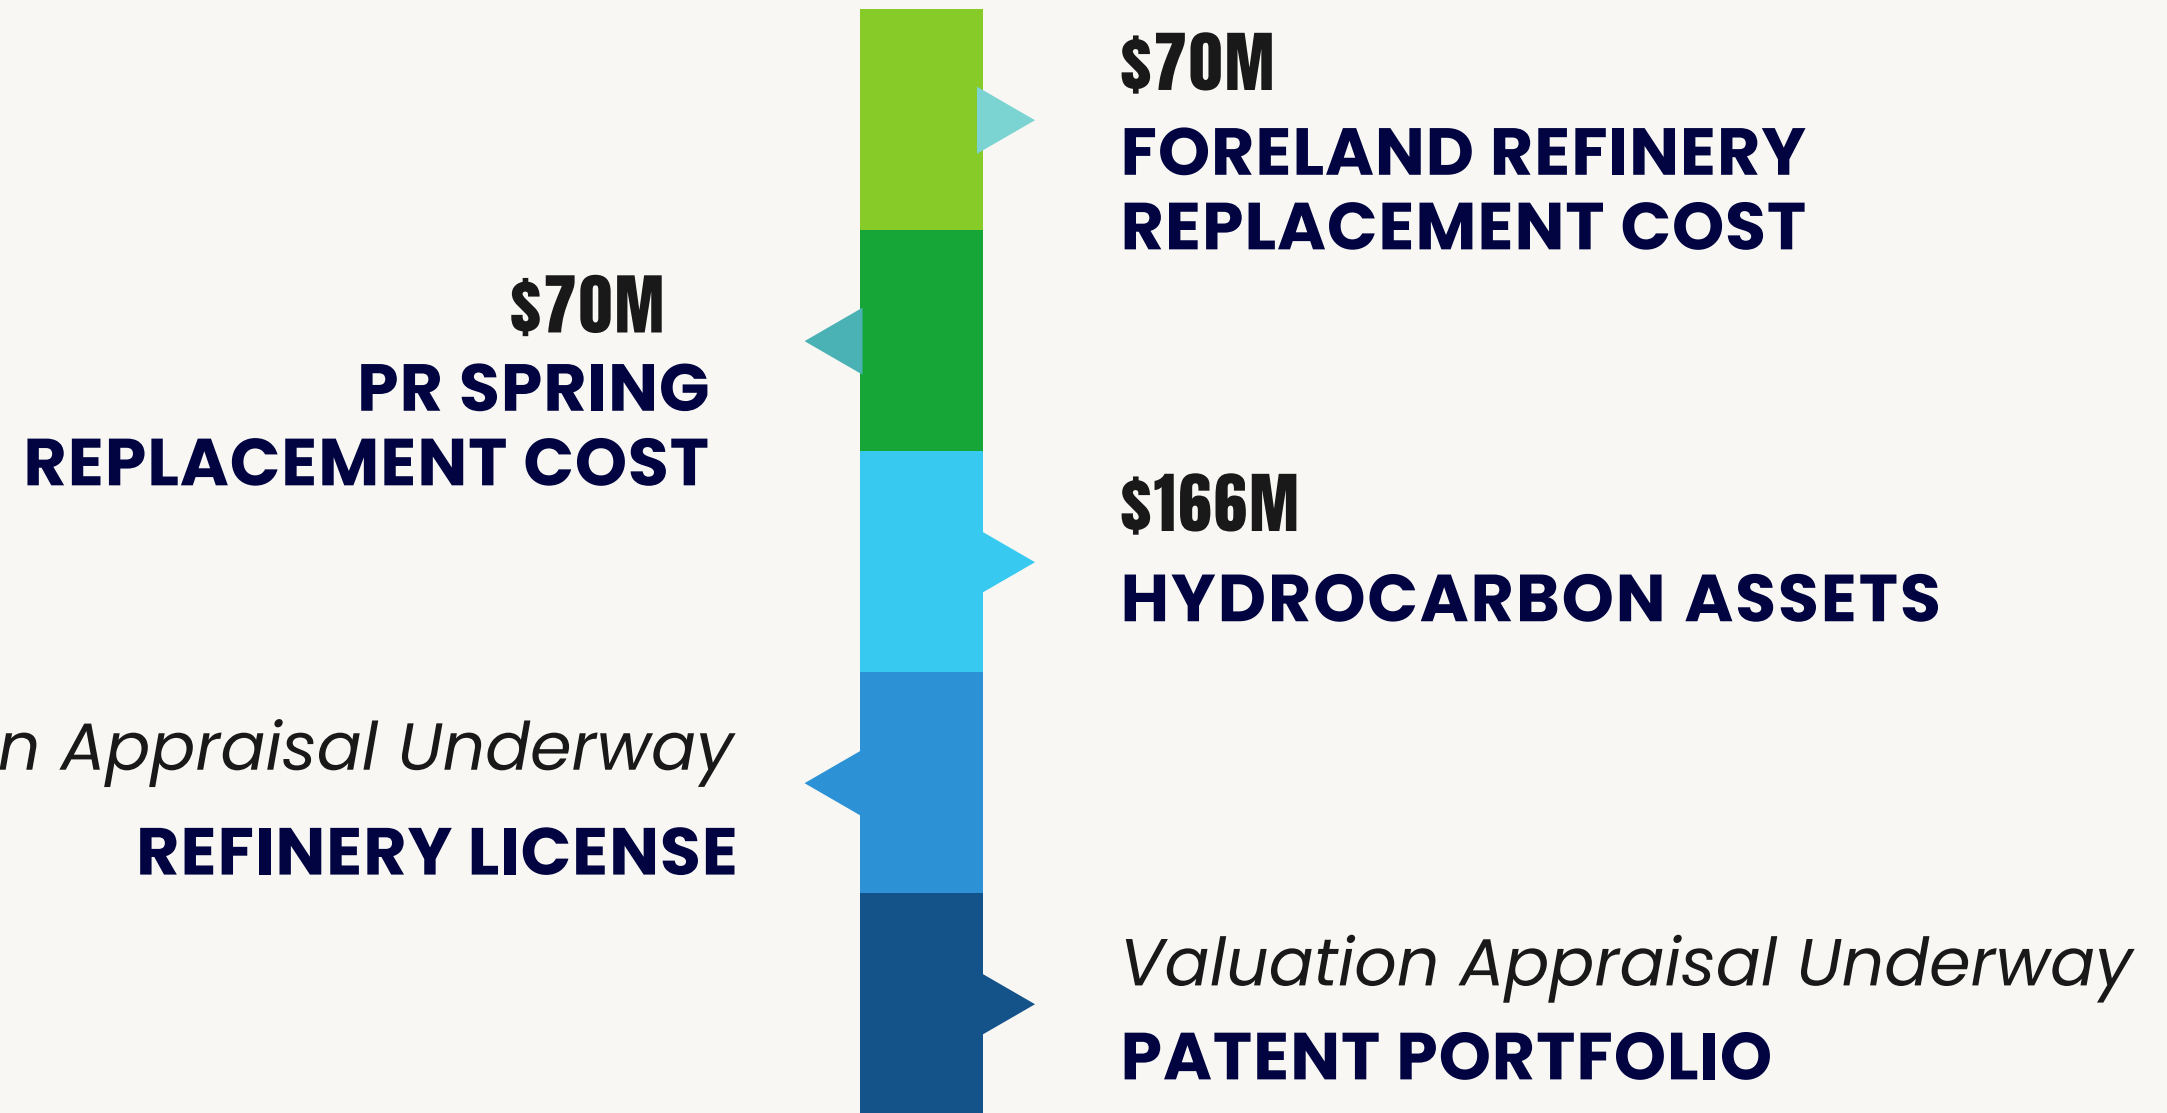 $70M
FORELAND REFINERY
REPLACEMENT COST
$70M
PR SPRING
REPLACEMENT COST
$166M
HYDROCARBON ASSETS
n Appraisal Underway
REFINERY LICENSE
Valuation Appraisal Underway
PATENT PORTFOLIO